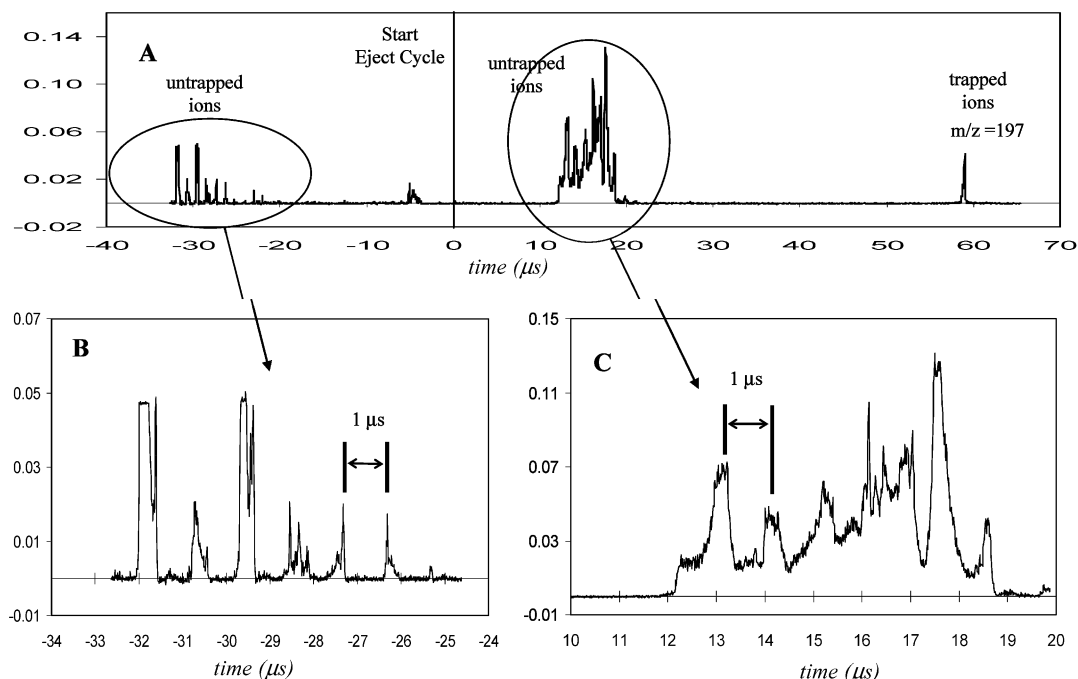 0.14
0.10
0.06
0.02
-0.02
A
untrapped
ions
Start
Eject Cycle
untrapped
ions
trapped
ions
m/z =197
-40 -30 -20 -10 0 10 20 30 40 50 60 70
time (μs)
0.07
0.05
0.03
0.01
-0.01
B
1 μs
-34 -33 -32 -31 -30 -29 -28 -27 -26 -25 -24
time (μs)
0.15
0.11
0.07
0.03
-0.01
C
1 μs
10 11 12 13 14 15 16 17 18 19 20
time (μs)